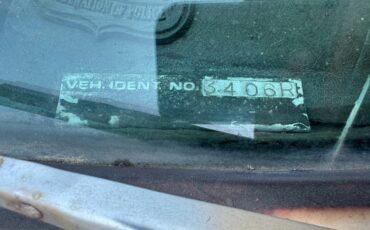 VEH. IDENT. NO. 3406R